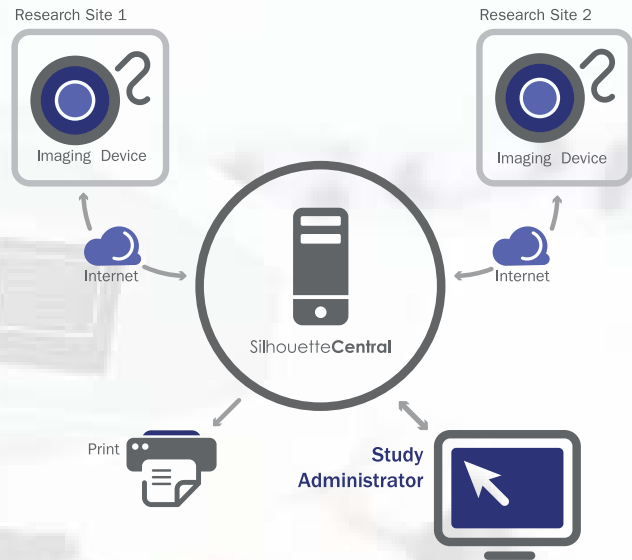 Research Site 1
Research Site 2
Imaging Device
Imaging Device
Internet
Internet
SilhouetteCentral
Print
Study
Administrator